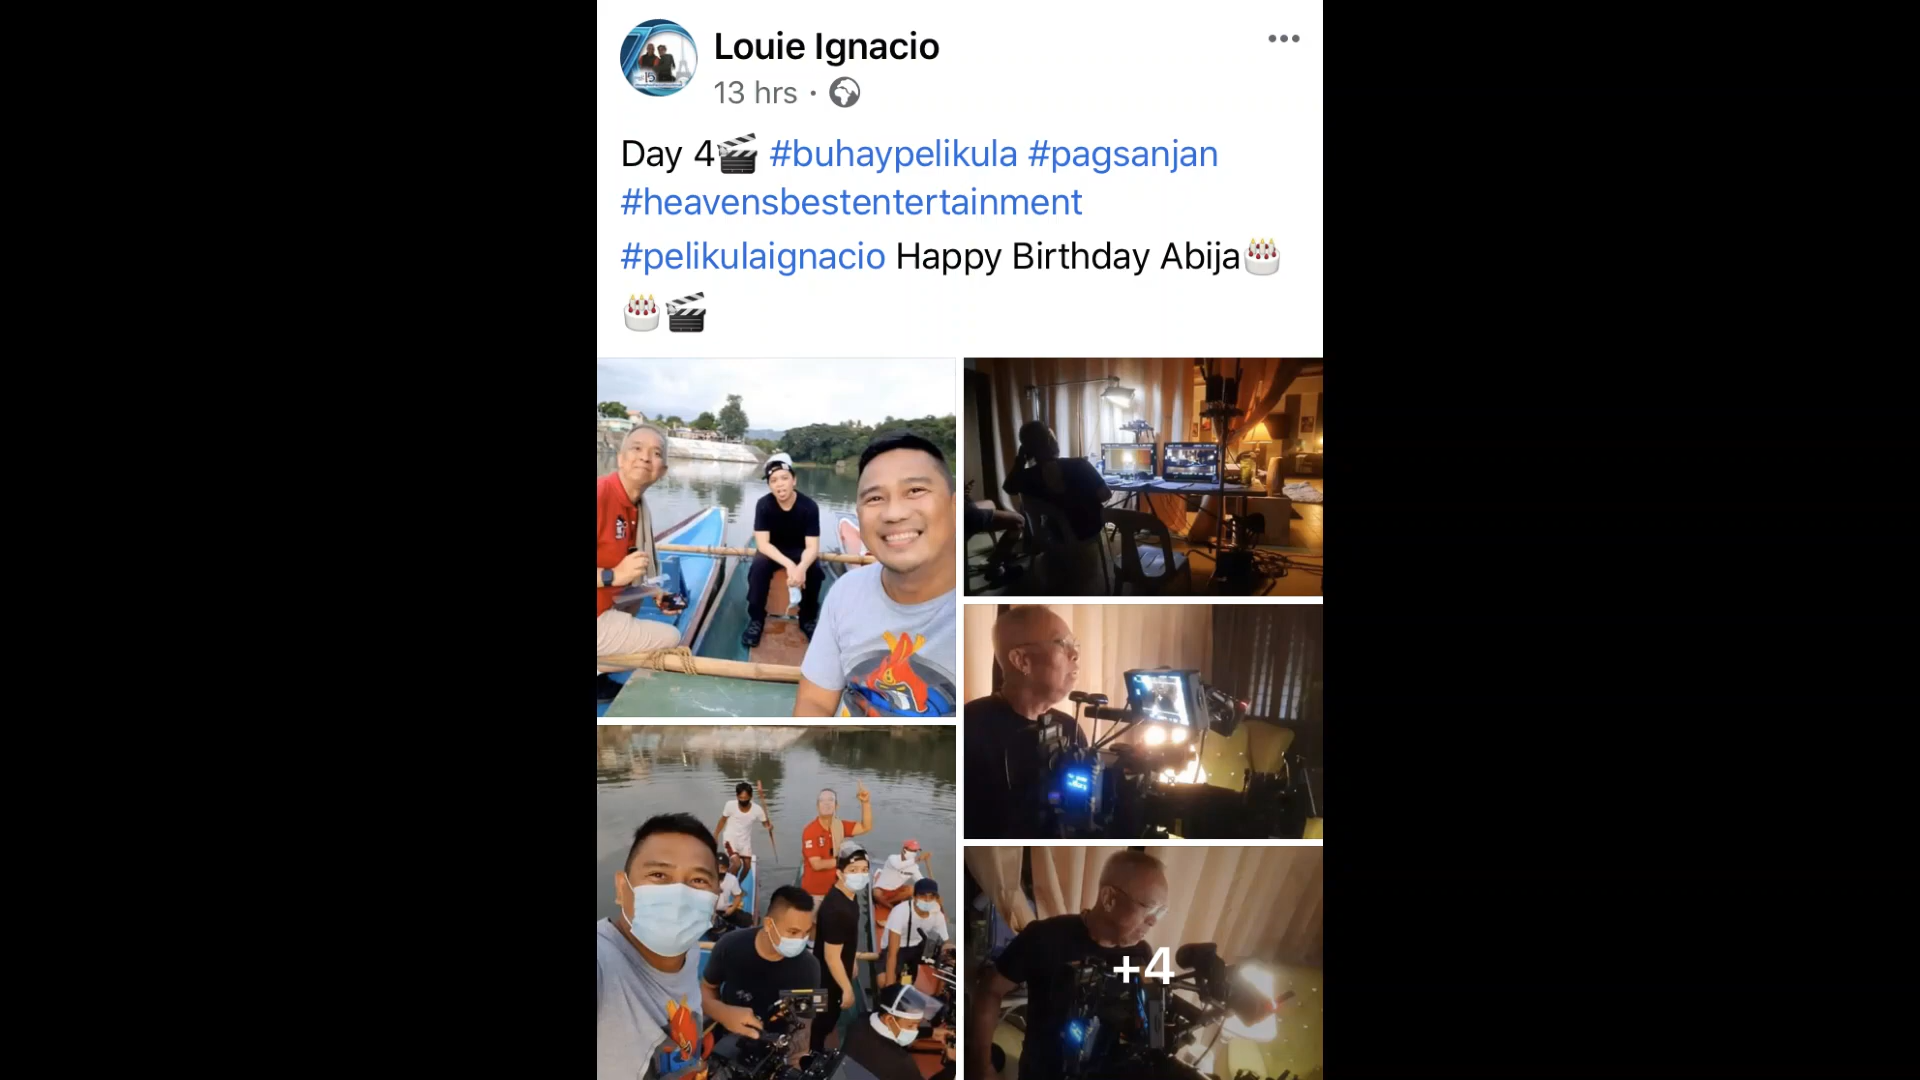 Louie Ignacio
13 hrs ·
Day 4🎬 #buhaypelikula #pagsanjan
#heavensbestentertainment
#pelikulaignacio Happy Birthday Abija🎂
🎂🎬
+4